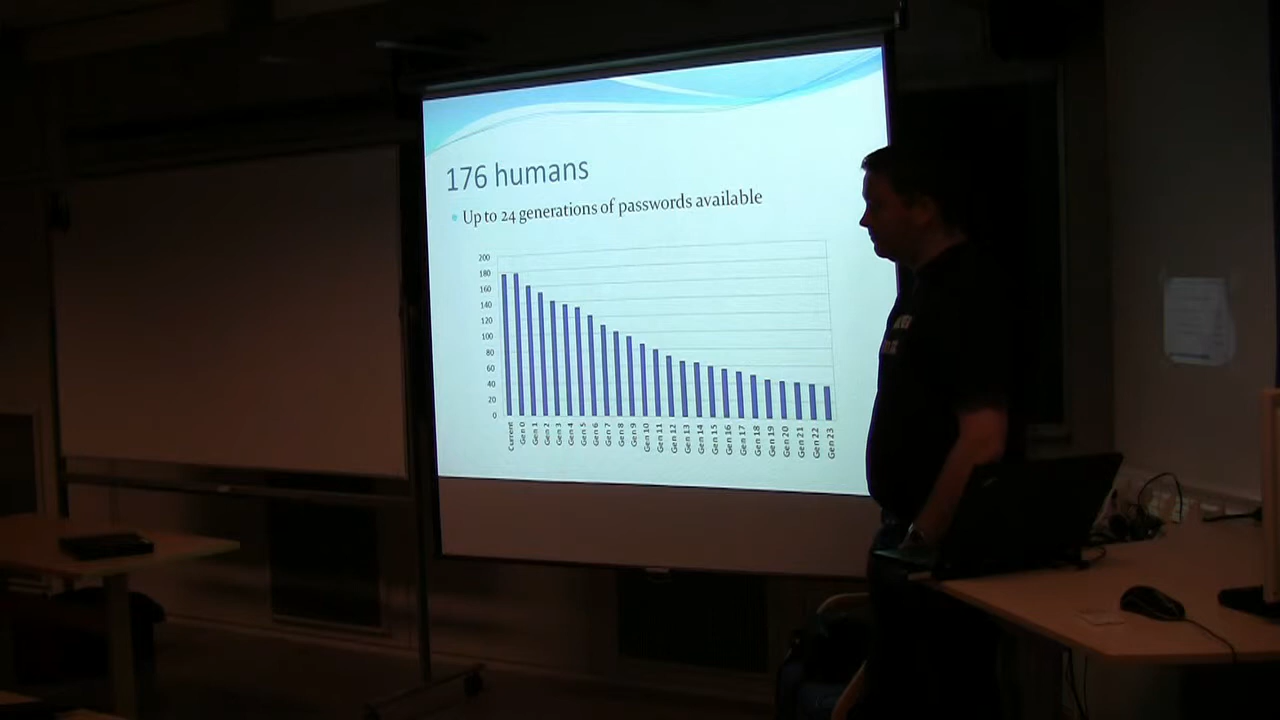 176 humans
Up to 24 generations of passwords available
200
180
160
140
120
100
80
60
40
20
0
Current
Gen 0
Gen 1
Gen 2
Gen 3
Gen 4
Gen 5
Gen 6
Gen 7
Gen 8
Gen 9
Gen 10
Gen 11
Gen 12
Gen 13
Gen 14
Gen 15
Gen 16
Gen 17
Gen 18
Gen 19
Gen 20
Gen 21
Gen 22
Gen 23